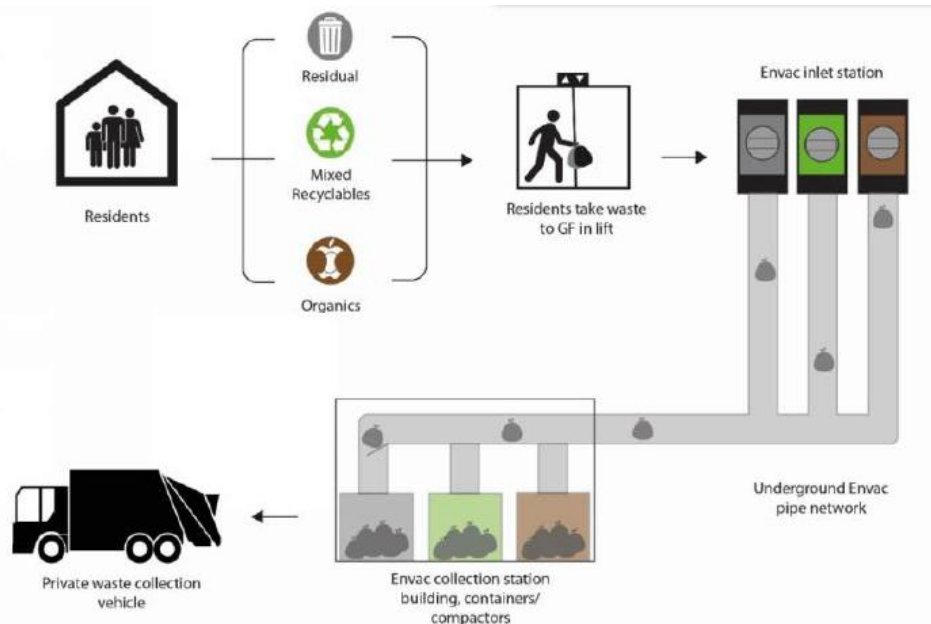 Residents
Residual
Mixed
Recyclables
Organics
Residents take waste
to GF in lift
Envac inlet station
Underground Envac
pipe network
Envac collection station
building, containers/
compactors
Private waste collection
vehicle